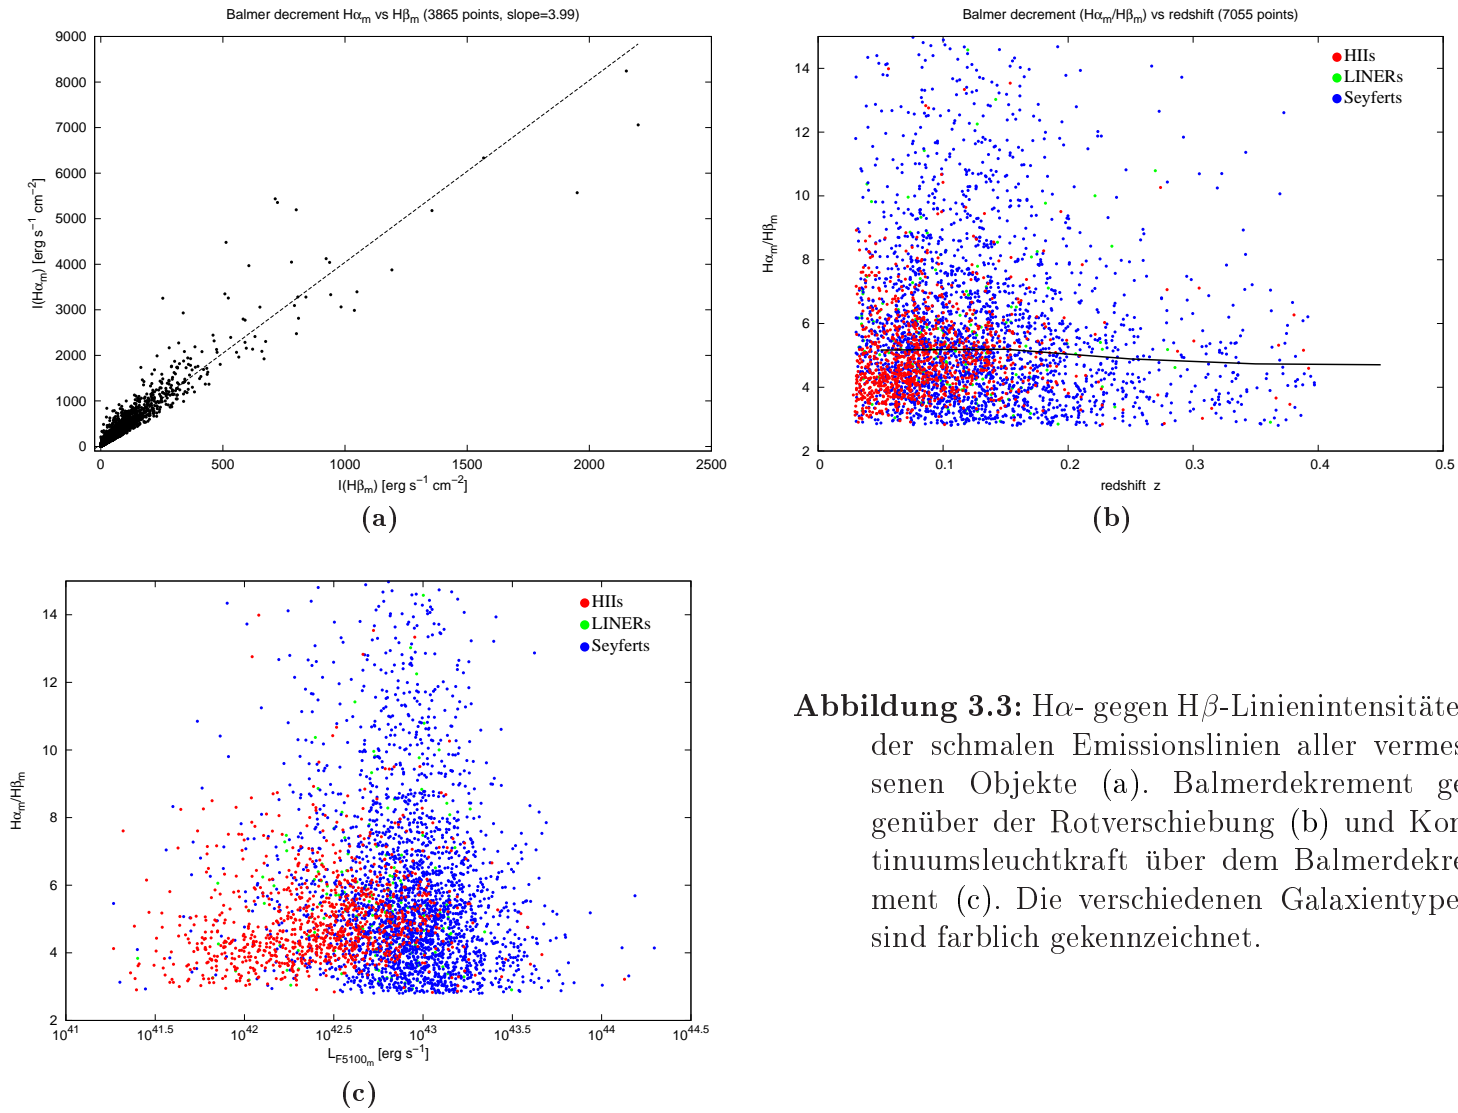 Balmer decrement Hα_m vs Hβ_m (3865 points, slope=3.99)
9000
8000
7000
6000
5000
4000
3000
2000
1000
0
I(Hα_m) [erg s⁻¹ cm⁻²]
0 500 1000 1500 2000 2500
I(Hβ_m) [erg s⁻¹ cm⁻²]
(a)
Balmer decrement (Hα_m/Hβ_m) vs redshift (7055 points)
HIIs
LINERs
Seyferts
14
12
10
8
6
4
2
Hα_m/Hβ_m
0 0.1 0.2 0.3 0.4 0.5
redshift z
(b)
HIIs
LINERs
Seyferts
14
12
10
8
6
4
2
Hα_m/Hβ_m
10^41 10^41.5 10^42 10^42.5 10^43 10^43.5 10^44 10^44.5
L_F5100_m [erg s⁻¹]
(c)
Abbildung 3.3: Hα- gegen Hβ-Linienintensitäte
der schmalen Emissionslinien aller vermes
senen Objekte (a). Balmerdekrement ge
genüber der Rotverschiebung (b) und Kon
tinuumsleuchtkraft über dem Balmerdekre
ment (c). Die verschiedenen Galaxientype
sind farblich gekennzeichnet.